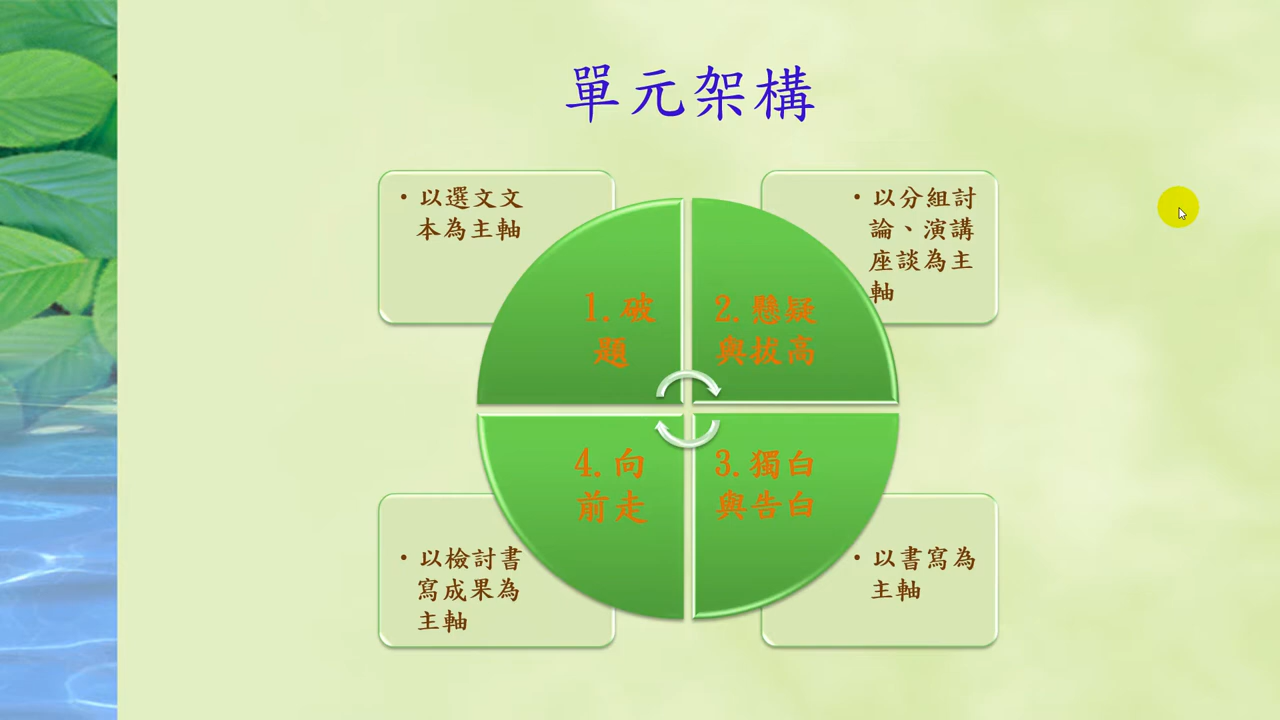 單元架構
• 以選文文
本為主軸
• 以分組討
論、演講
座談為主
軸
1.破
題
2.懸疑
與拔高
4.向
前走
3.獨白
與告白
• 以檢討書
寫成果為
主軸
• 以書寫為
主軸